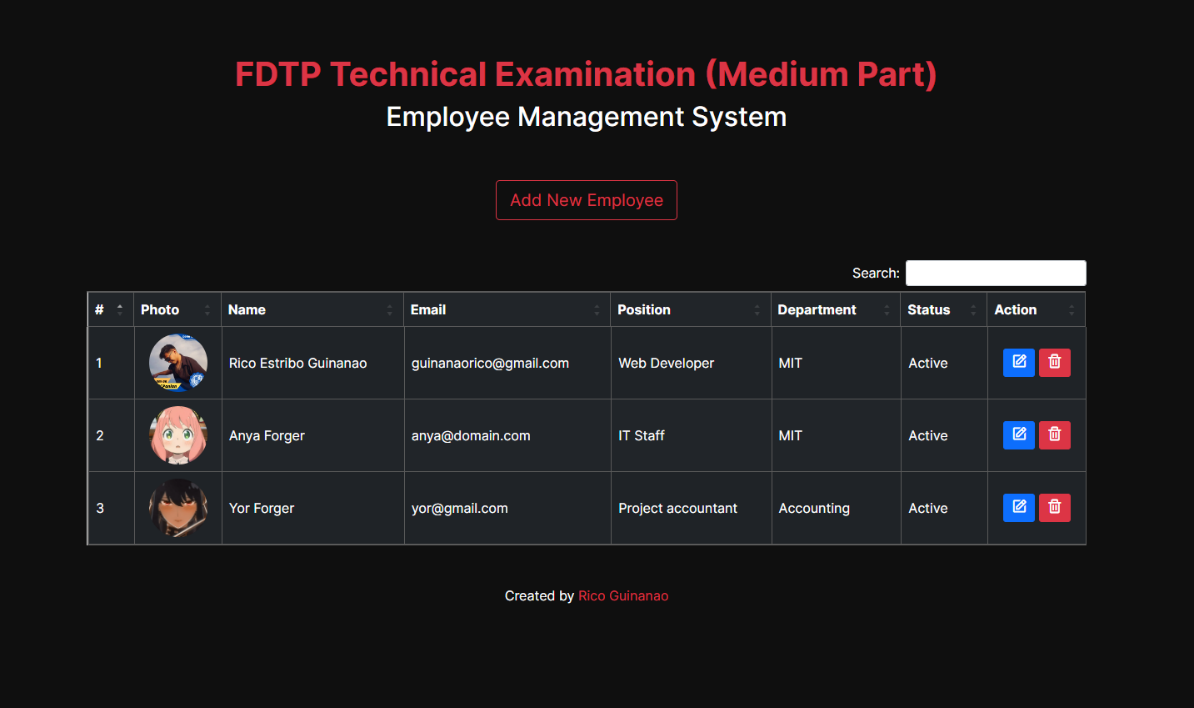 FDTP Technical Examination (Medium Part)
Employee Management System
Add New Employee
Search:
# Photo Name Email Position Department Status Action
1 Rico Estribo Guinanao guinanaorico@gmail.com Web Developer MIT Active
2 Anya Forger anya@domain.com IT Staff MIT Active
3 Yor Forger yor@gmail.com Project accountant Accounting Active
Created by Rico Guinanao